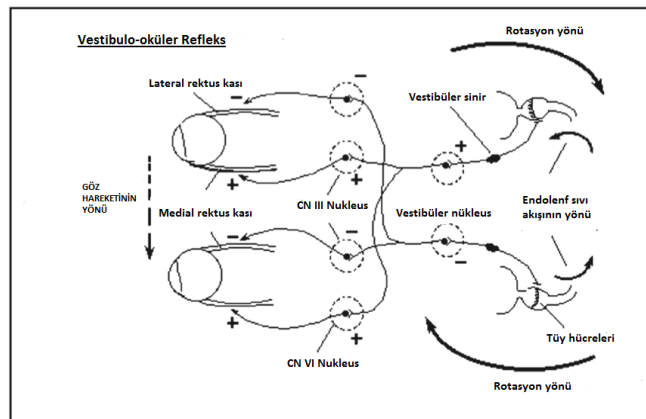 Vestibulo-oküler Refleks
Rotasyon yönü
Lateral rektus kası
Vestibüler sinir
−
−
+
GÖZ
HAREKETİNİN
YÖNÜ
+
+
Medial rektus kası
CN III Nukleus
Vestibüler nükleus
Endolenf sıvı
akışının yönü
−
−
−
+
+
CN VI Nukleus
Tüy hücreleri
Rotasyon yönü